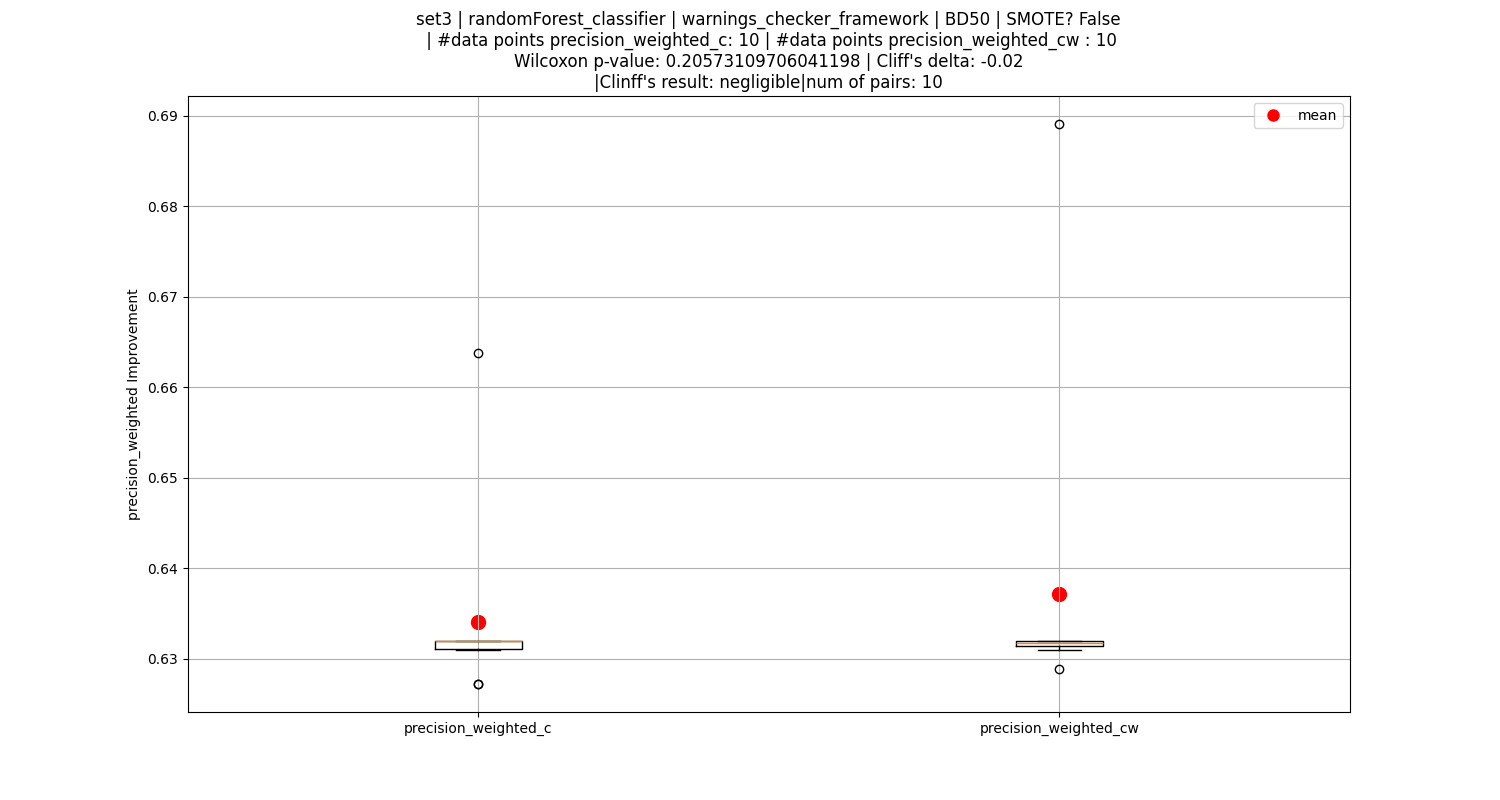 set3 | randomForest_classifier | warnings_checker_framework | BD50 | SMOTE? False
| #data points precision_weighted_c: 10 | #data points precision_weighted_cw : 10
Wilcoxon p-value: 0.20573109706041198 | Cliff's delta: -0.02
|Clinff's result: negligible|num of pairs: 10
mean
0.69
0.68
0.67
0.66
0.65
0.64
0.63
precision_weighted Improvement
precision_weighted_c
precision_weighted_cw